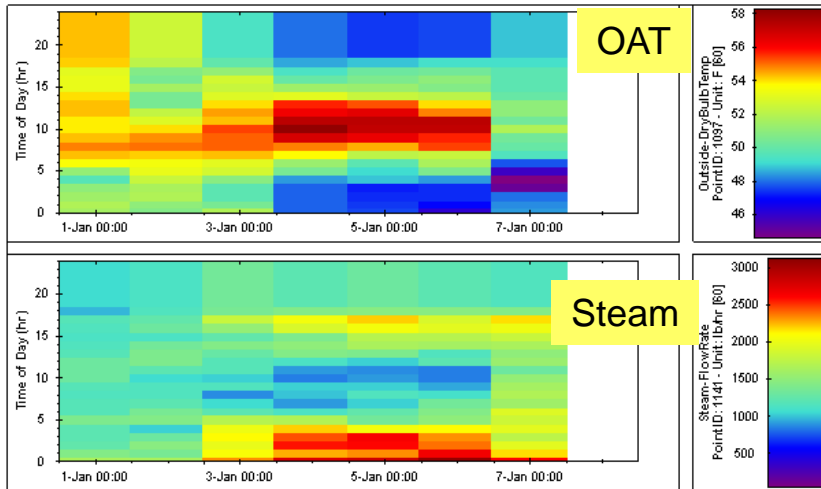 OAT
Time of Day (hr)
20
15
10
5
0
1-Jan 00:00 3-Jan 00:00 5-Jan 00:00 7-Jan 00:00
Outside-DryBulbTemp
PointID: 1097 - Unit: F [60]
58
56
54
52
50
48
46
Steam
Time of Day (hr)
20
15
10
5
0
1-Jan 00:00 3-Jan 00:00 5-Jan 00:00 7-Jan 00:00
Steam-FlowRate
PointID: 1141 - Unit: lb/hr [60]
3000
2500
2000
1500
1000
500